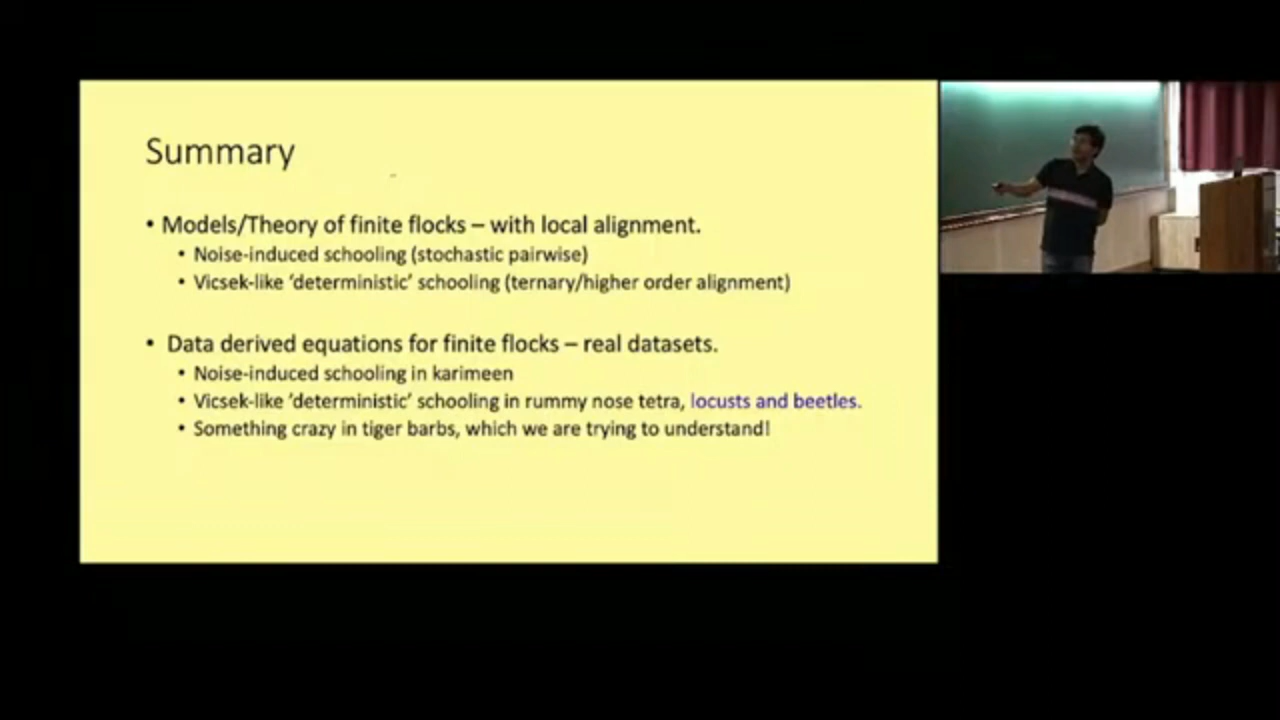 Summary
• Models/Theory of finite flocks – with local alignment.
• Noise-induced schooling (stochastic pairwise)
• Vicsek-like ‘deterministic’ schooling (ternary/higher order alignment)
• Data derived equations for finite flocks – real datasets.
• Noise-induced schooling in karimeen
• Vicsek-like ‘deterministic’ schooling in rummy nose tetra, locusts and beetles.
• Something crazy in tiger barbs, which we are trying to understand!